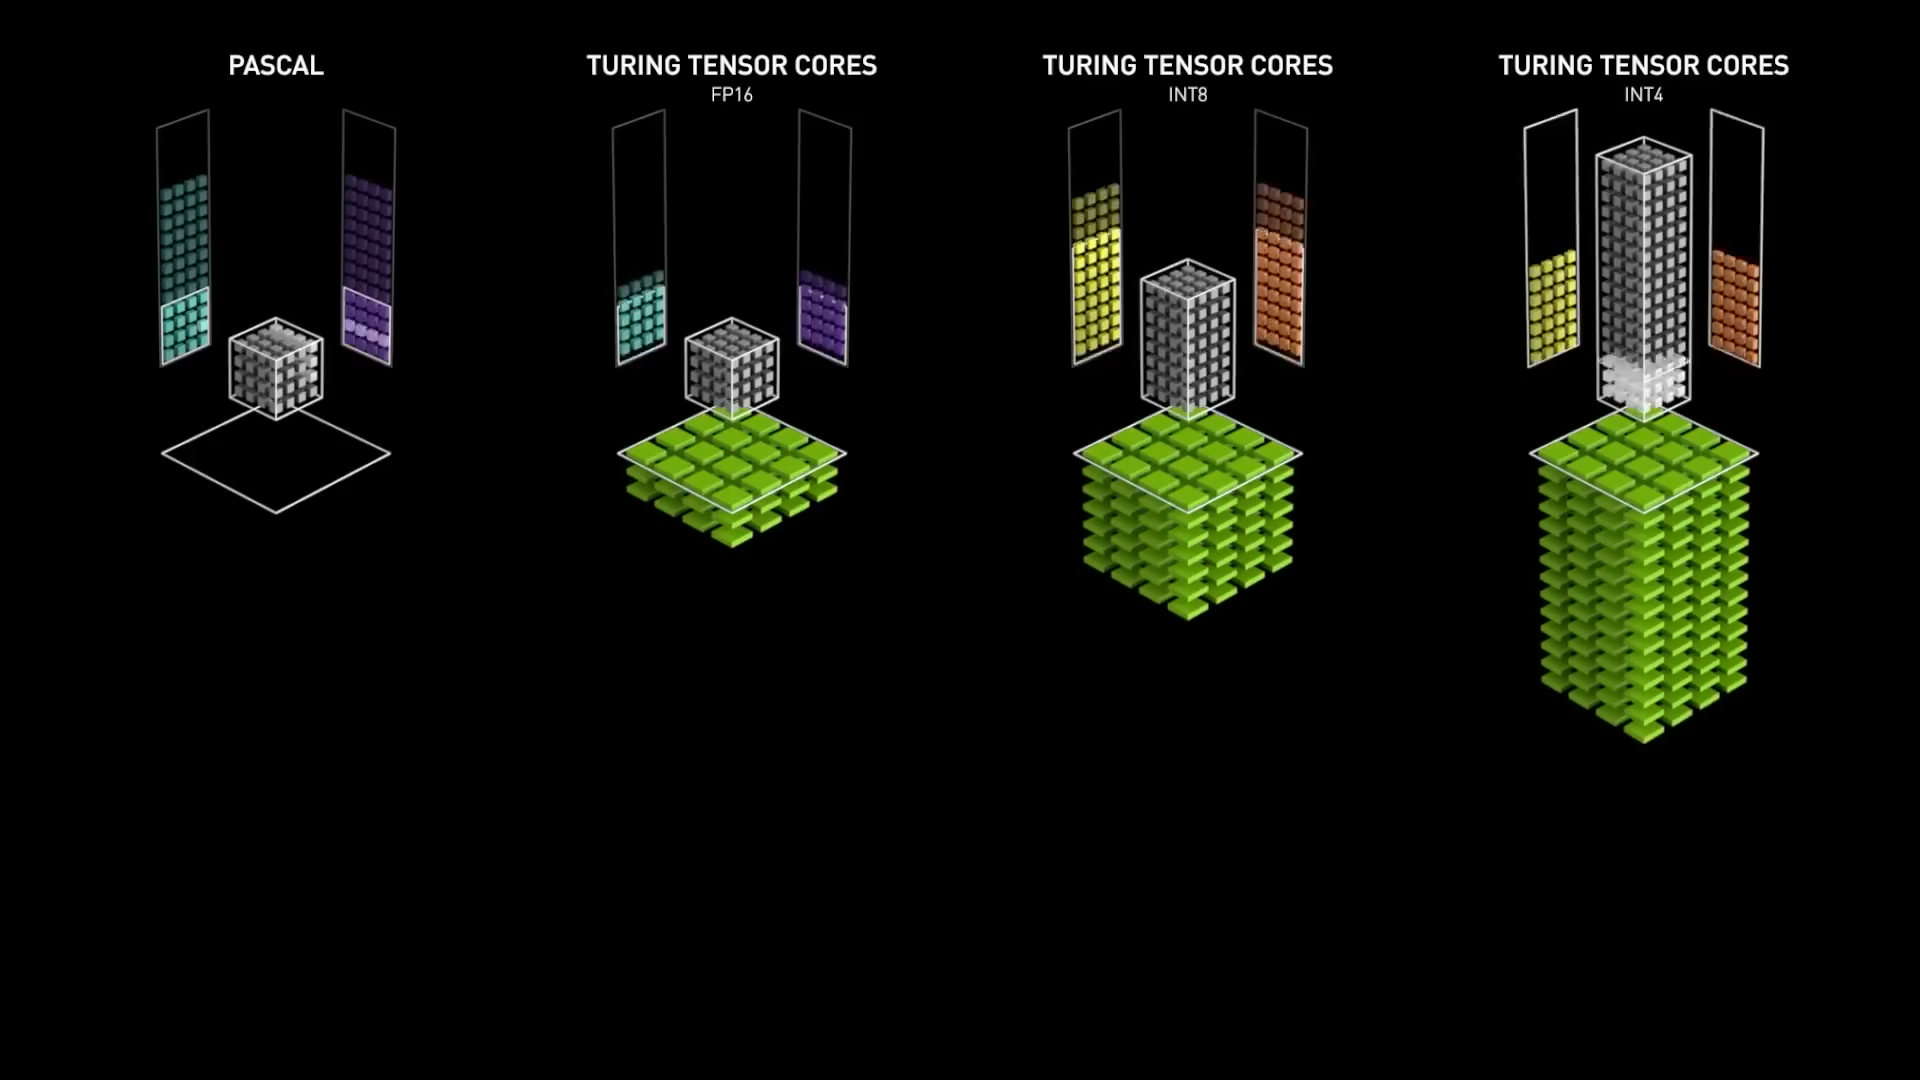 PASCAL
TURING TENSOR CORES
FP16
TURING TENSOR CORES
INT8
TURING TENSOR CORES
INT4